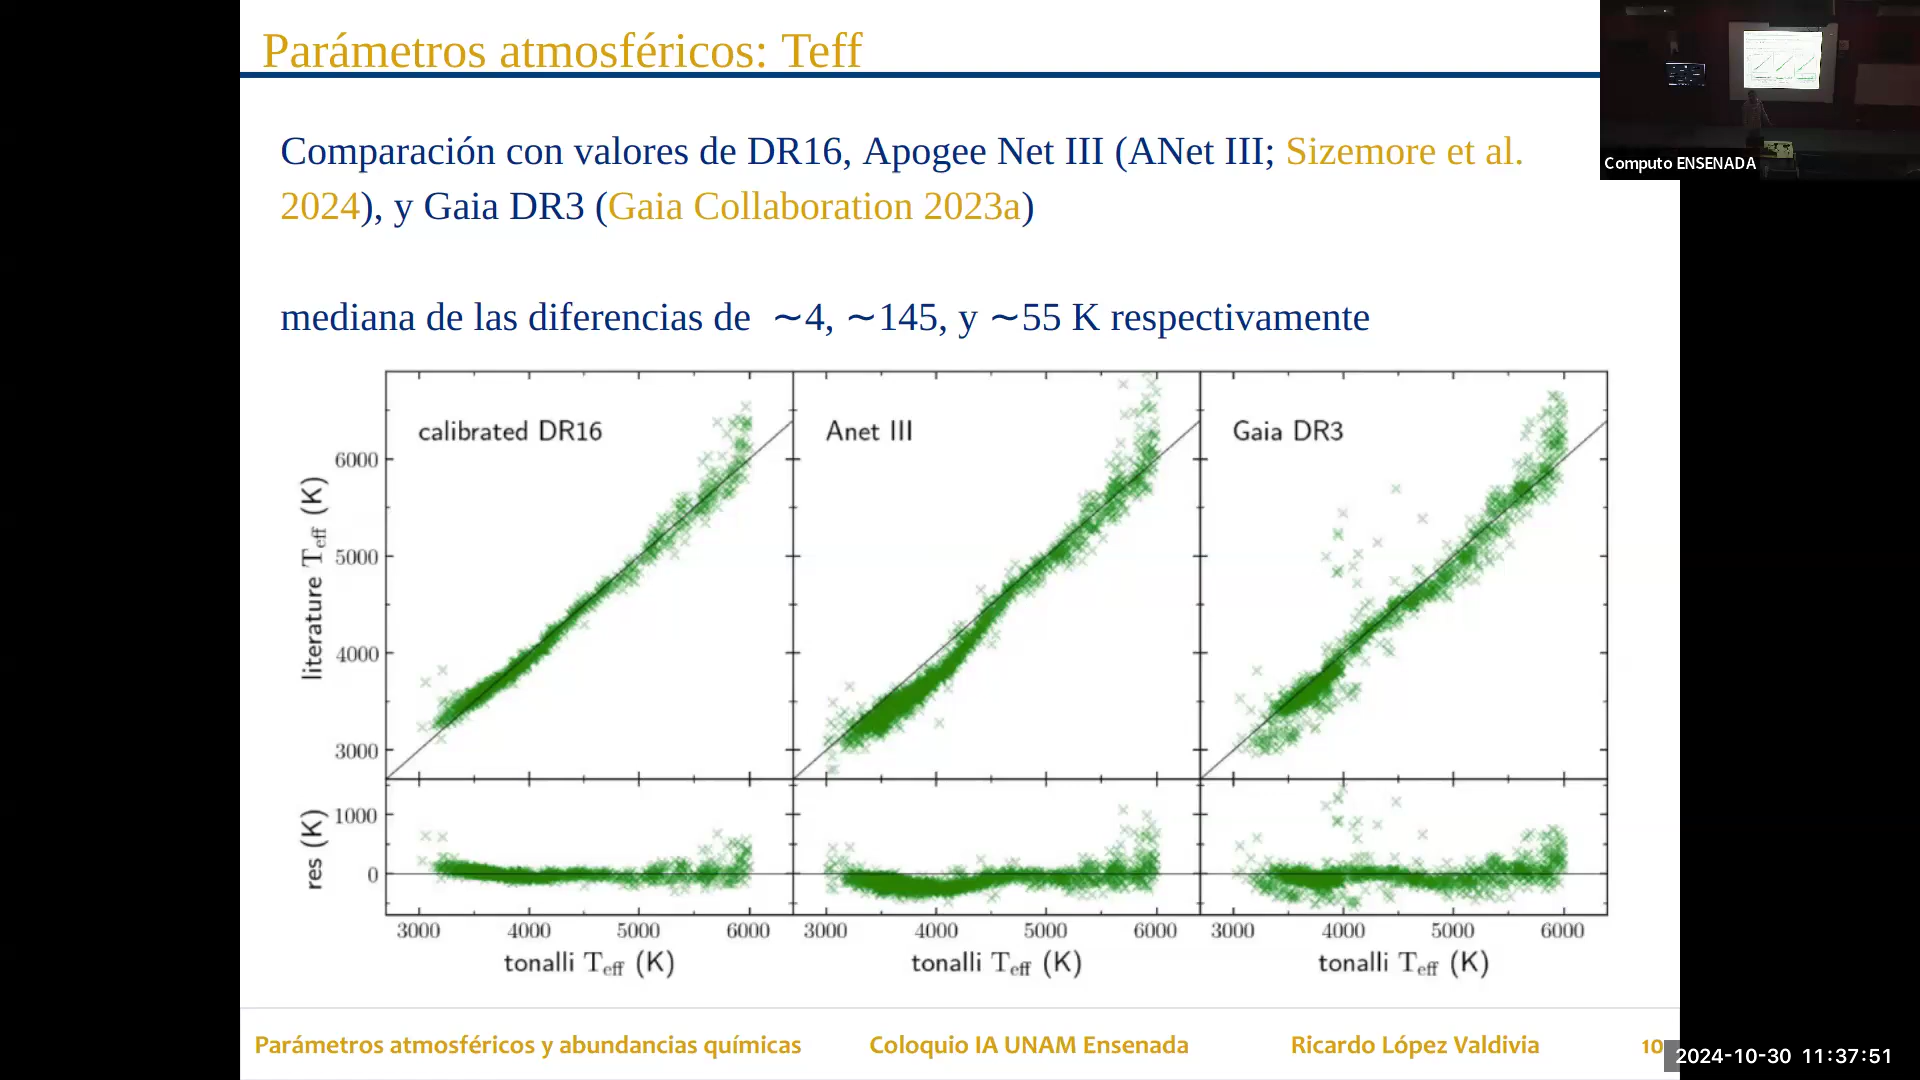 Parámetros atmosféricos: Teff
Computo ENSENADA
Comparación con valores de DR16, Apogee Net III (ANet III; Sizemore et al.
2024), y Gaia DR3 (Gaia Collaboration 2023a)
mediana de las diferencias de ∼4, ∼145, y ∼55 K respectivamente
calibrated DR16
Anet III
Gaia DR3
literature Teff (K)
6000
5000
4000
3000
res (K)
1000
0
3000 4000 5000 6000 3000 4000 5000 6000 3000 4000 5000 6000
tonalli Teff (K) tonalli Teff (K) tonalli Teff (K)
Parámetros atmosféricos y abundancias químicas Coloquio IA UNAM Ensenada Ricardo López Valdivia 10
2024-10-30 11:37:51